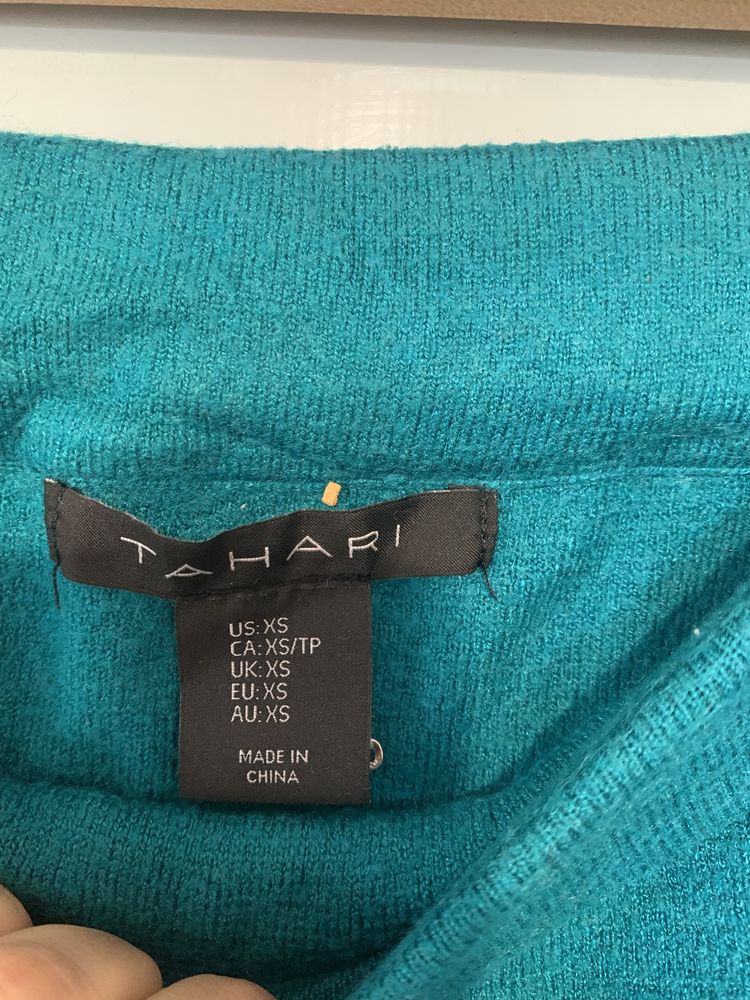 TAHARI
US: XS
CA: XS/TP
UK: XS
EU: XS
AU: XS
MADE IN
CHINA